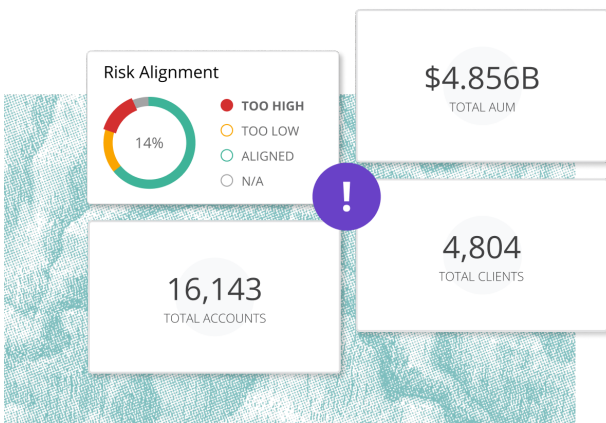 Risk Alignment
14%
TOO HIGH
TOO LOW
ALIGNED
N/A
$4.856B
TOTAL AUM
!
16,143
TOTAL ACCOUNTS
4,804
TOTAL CLIENTS